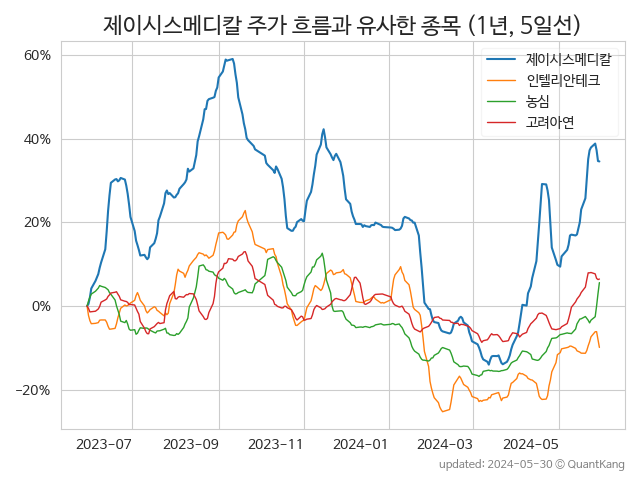 제이시스메디칼 주가 흐름과 유사한 종목 (1년, 5일선)
제이시스메디칼
인텔리안테크
농심
고려아연
60%
40%
20%
0%
−20%
2023-07 2023-09 2023-11 2024-01 2024-03 2024-05
updated: 2024-05-30 © QuantKang